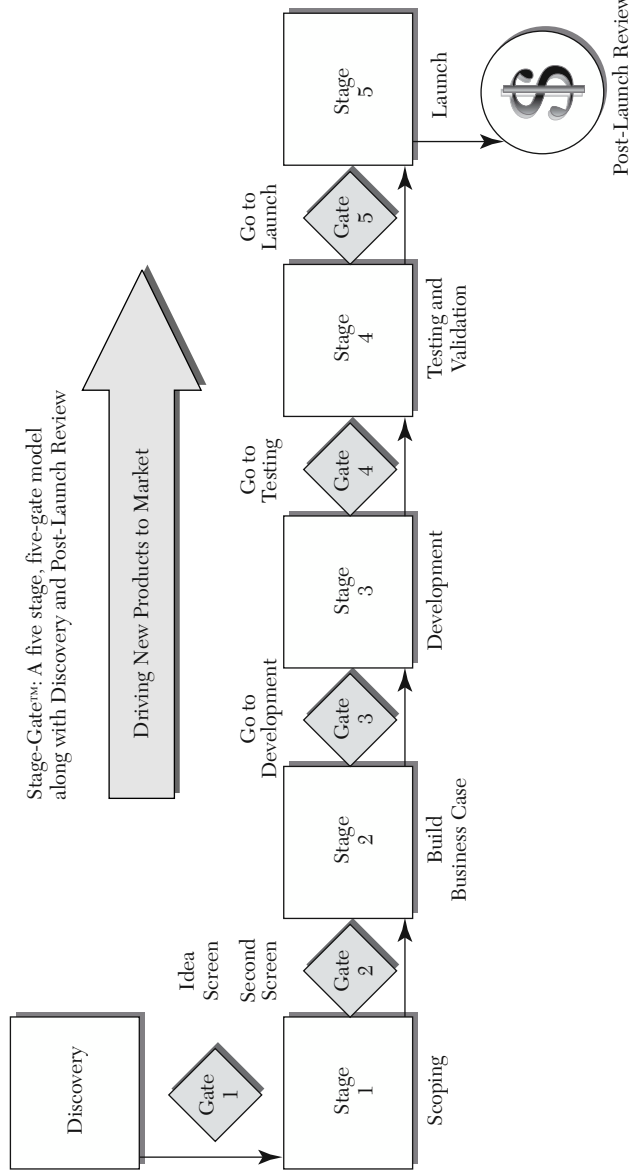 Stage-Gate™: A five stage, five-gate model
along with Discovery and Post-Launch Review
Driving New Products to Market
Discovery
Gate
1
Idea
Screen
Stage
1
Scoping
Second
Screen
Gate
2
Stage
2
Build
Business Case
Go to
Development
Gate
3
Stage
3
Development
Go to
Testing
Gate
4
Stage
4
Testing and
Validation
Go to
Launch
Gate
5
Stage
5
Launch
$
Post-Launch Review